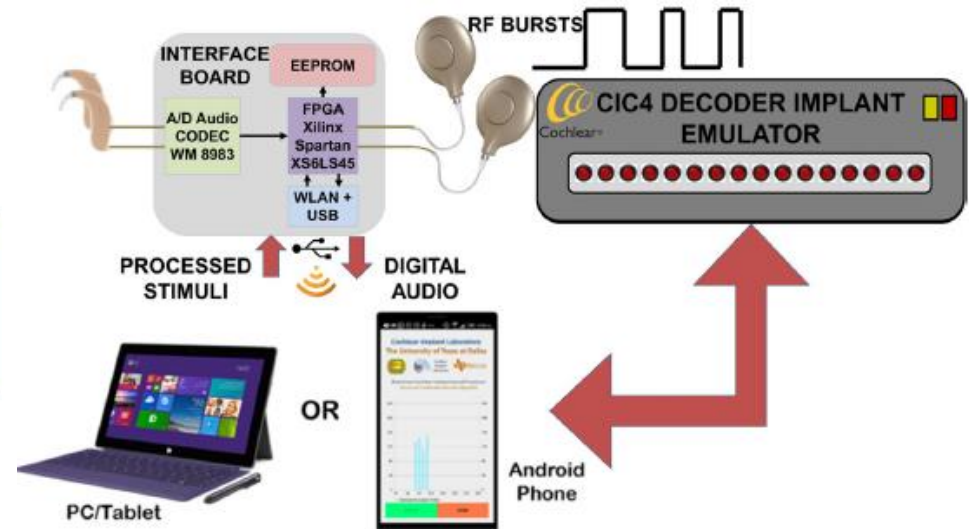 RF BURSTS
INTERFACE
BOARD
EEPROM
A/D Audio
CODEC
WM 8983
FPGA
Xilinx
Spartan
XS6LS45
WLAN +
USB
Cochlear
CIC4 DECODER IMPLANT
EMULATOR
PROCESSED
STIMULI
DIGITAL
AUDIO
Cochlear Implant Laboratory
The University of Texas at Dallas
OR
PC/Tablet
Android
Phone